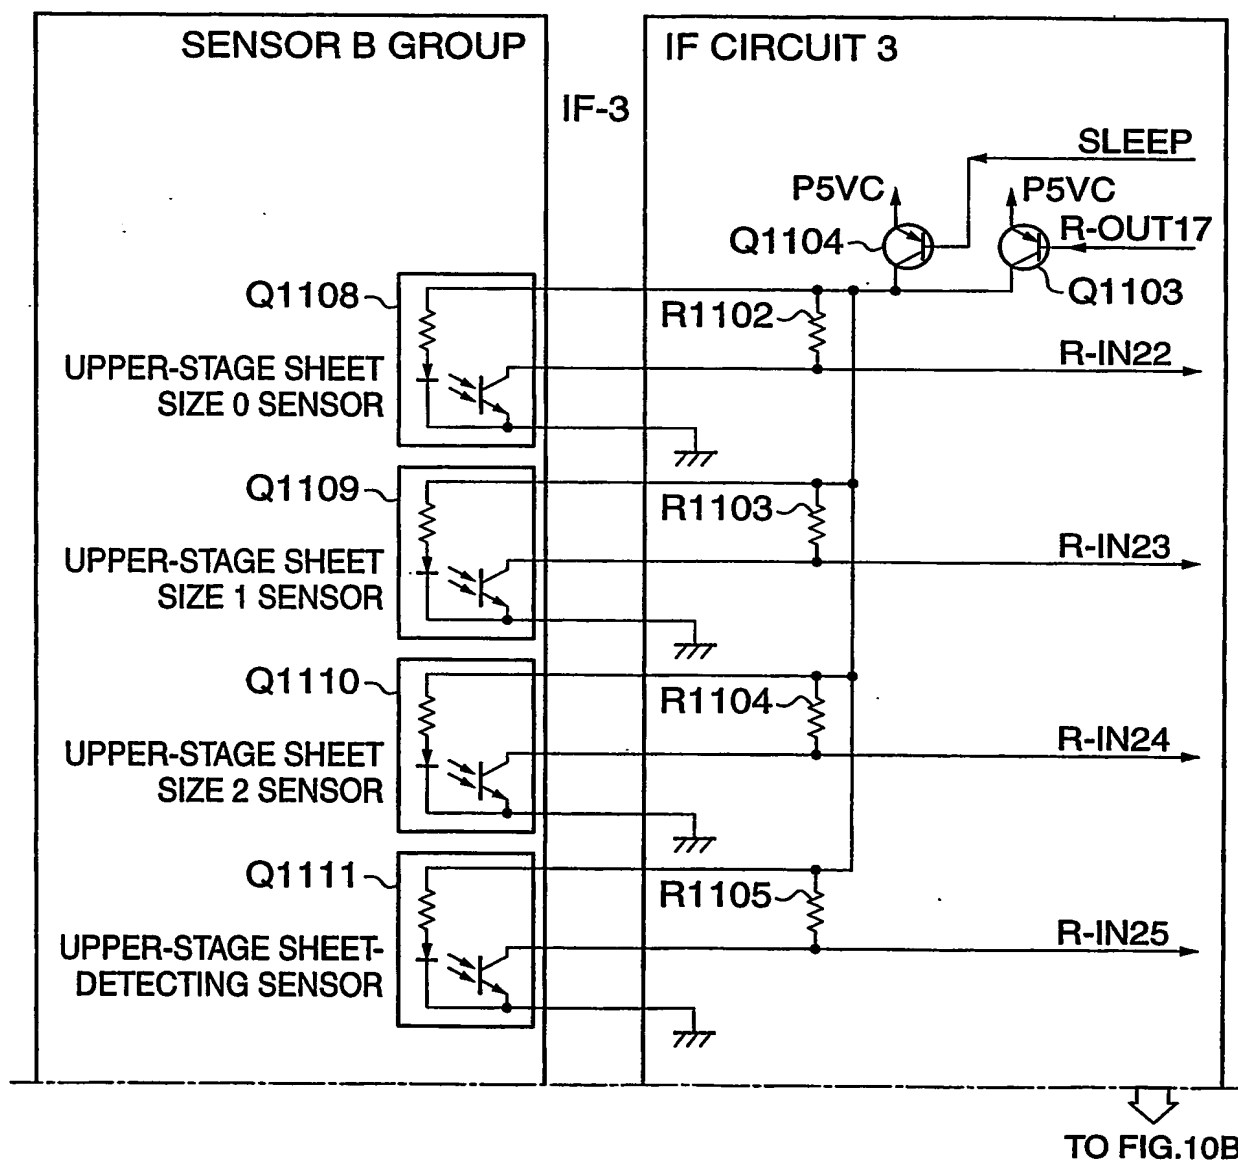 SENSOR B GROUP
IF-3
IF CIRCUIT 3
SLEEP
P5VC
P5VC
R-OUT17
Q1104
Q1103
Q1108
R1102
R-IN22
UPPER-STAGE SHEET
SIZE 0 SENSOR
Q1109
R1103
R-IN23
UPPER-STAGE SHEET
SIZE 1 SENSOR
Q1110
R1104
R-IN24
UPPER-STAGE SHEET
SIZE 2 SENSOR
Q1111
R1105
R-IN25
UPPER-STAGE SHEET-
DETECTING SENSOR
TO FIG.10B